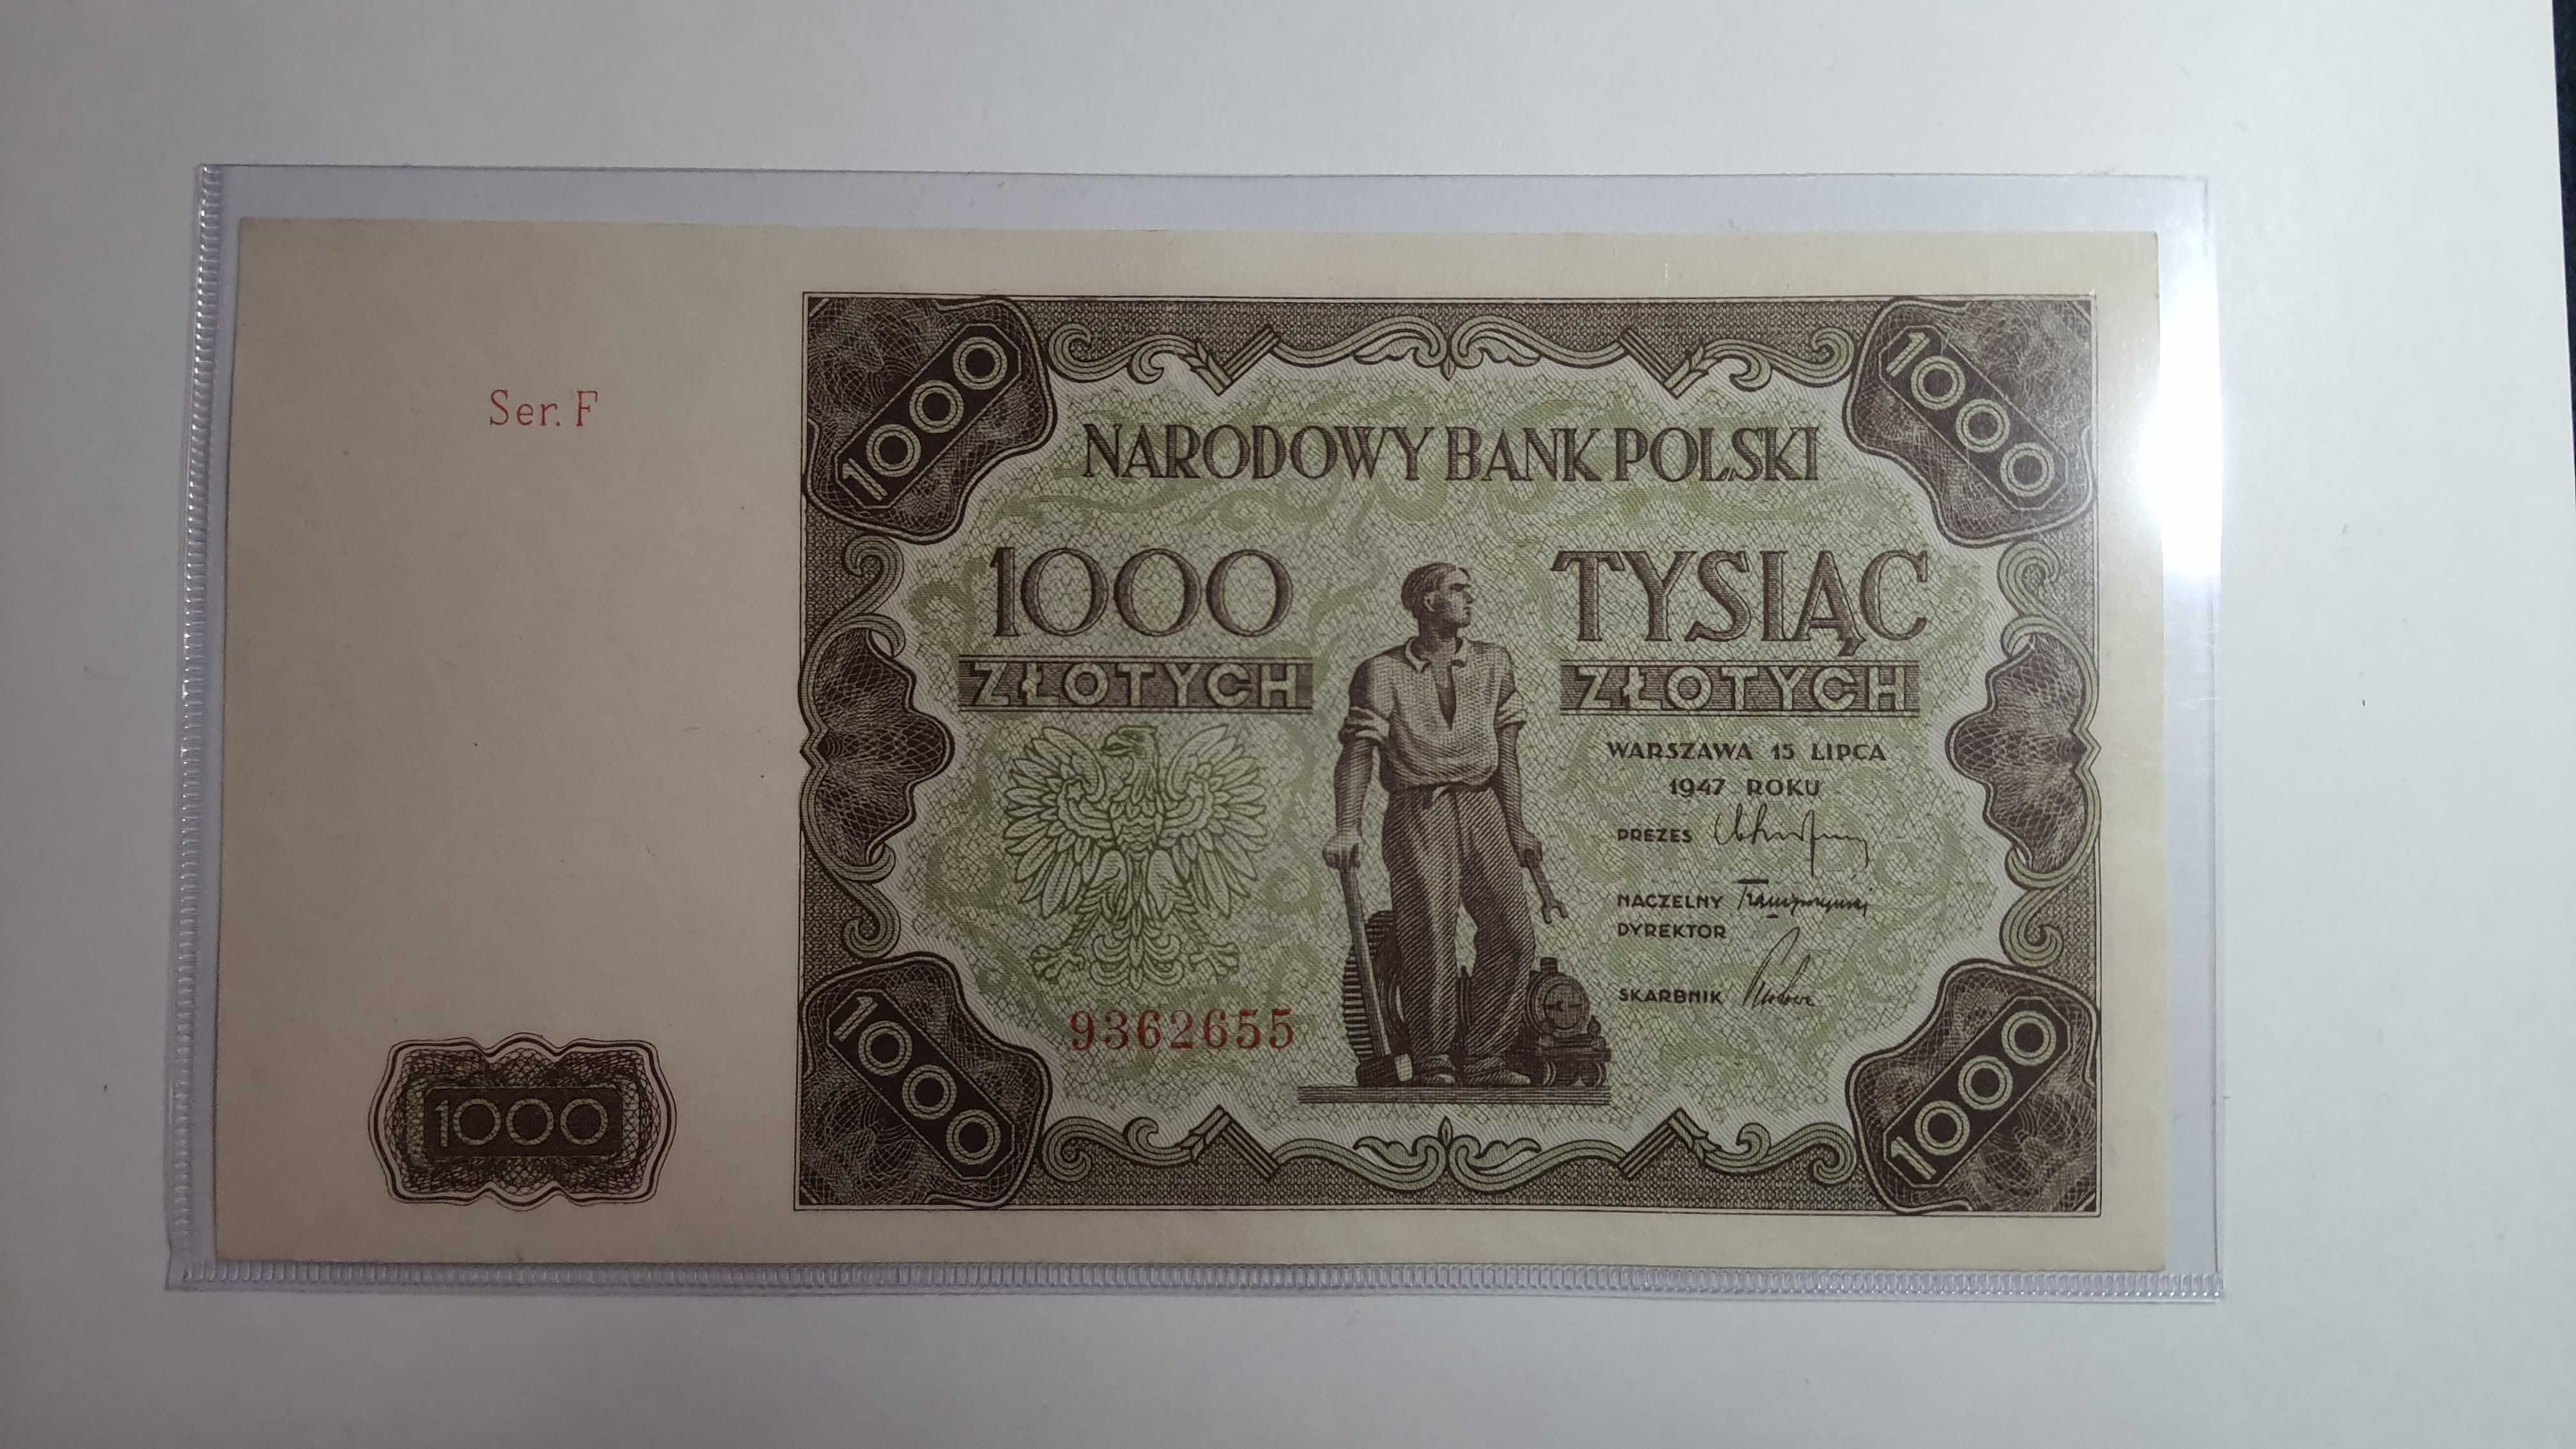 Ser. F
1000
1000
NARODOWY BANK POLSKI
1000
TYSIĄC
ZŁOTYCH
ZŁOTYCH
WARSZAWA 15 LIPCA
1947 ROKU
PREZES
NACZELNY
DYREKTOR
SKARBNIK
9362655
1000
1000
1000